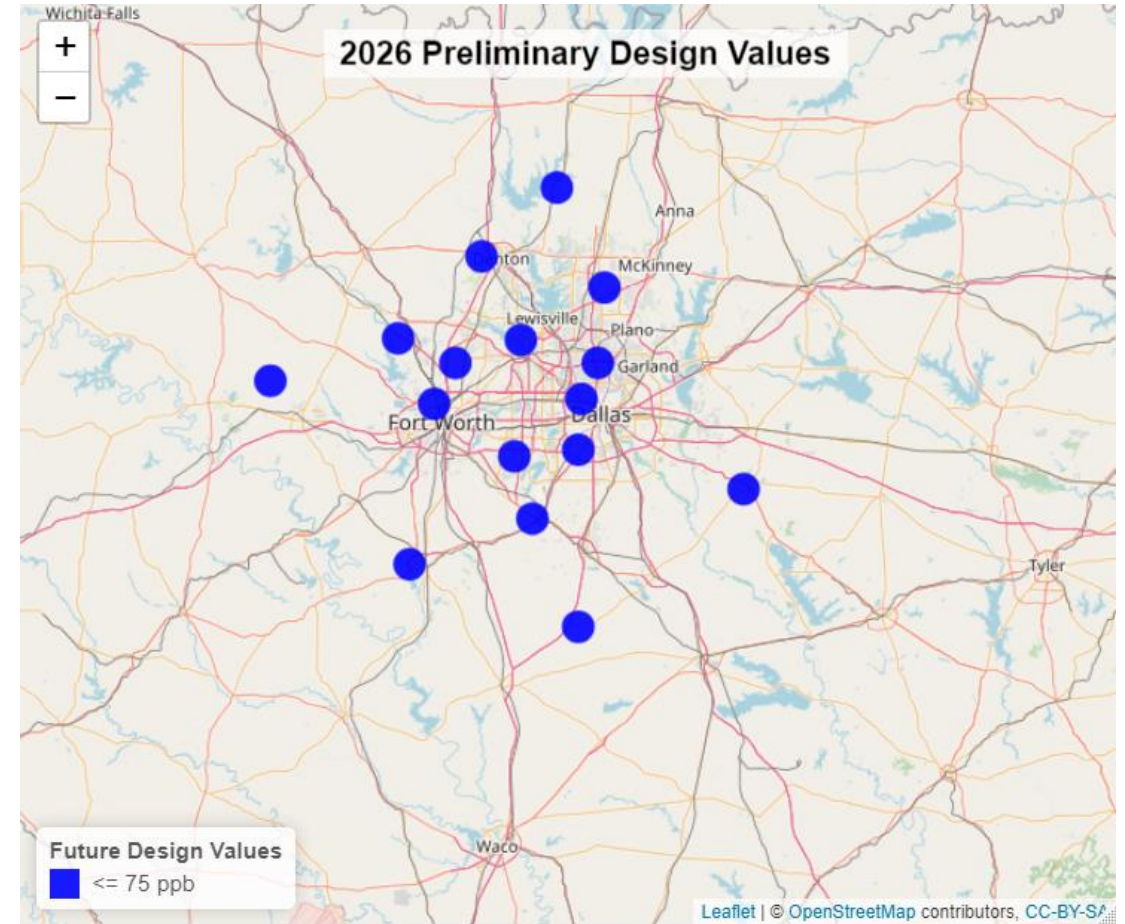 Wichita Falls
+
−
2026 Preliminary Design Values
Anna
Denton
McKinney
Lewisville
Plano
Garland
Fort Worth
Dallas
Tyler
Waco
Future Design Values
<= 75 ppb
Leaflet | © OpenStreetMap contributors, CC-BY-SA